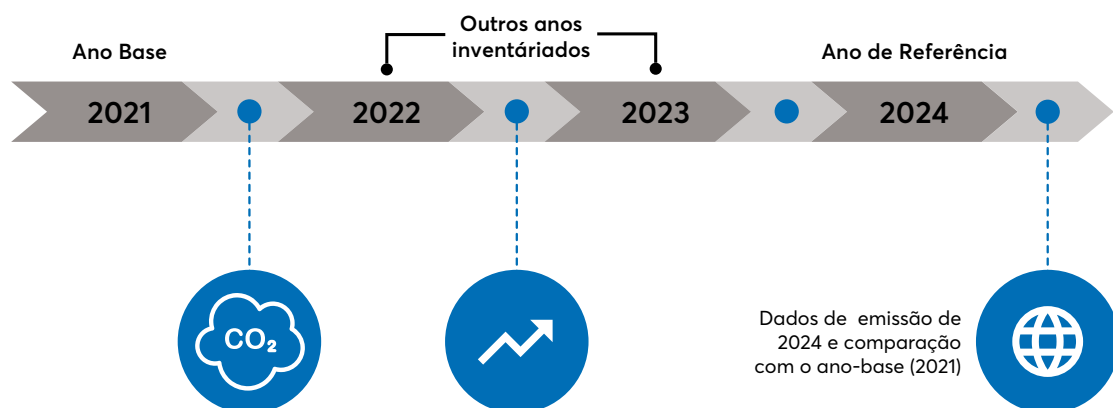 Outros anos
inventáriados
Ano Base
Ano de Referência
2021
2022
2023
2024
CO₂
Dados de emissão de
2024 e comparação
com o ano-base (2021)